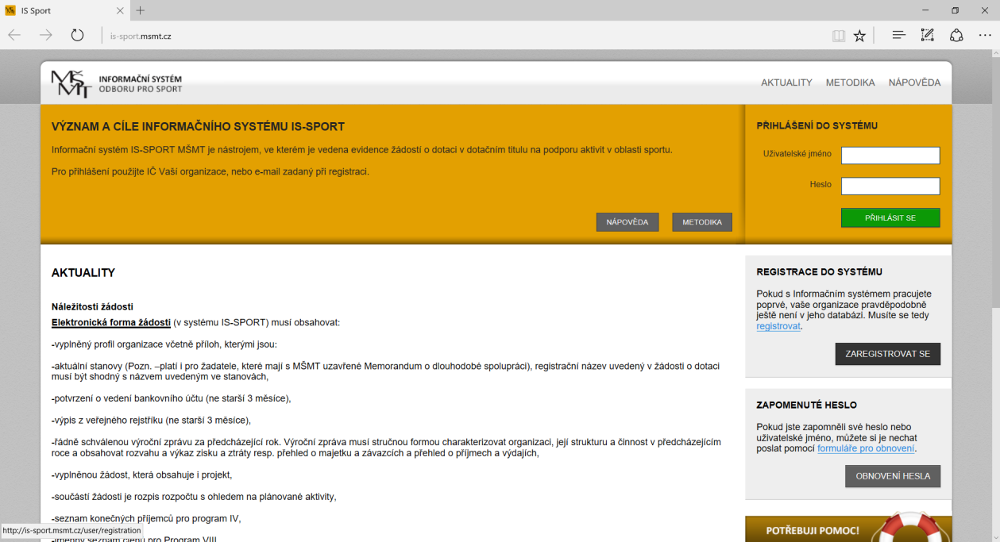 IS Sport
is-sport.msmt.cz
MŠMT
INFORMAČNÍ SYSTÉM
ODBORU PRO SPORT
AKTUALITY METODIKA NÁPOVĚDA
VÝZNAM A CÍLE INFORMAČNÍHO SYSTÉMU IS-SPORT
Informační systém IS-SPORT MŠMT je nástrojem, ve kterém je vedena evidence žádostí o dotaci v dotačním titulu na podporu aktivit v oblasti sportu.
Pro přihlášení použijte IČ Vaší organizace, nebo e-mail zadaný při registraci.
NÁPOVĚDA METODIKA
PŘIHLÁŠENÍ DO SYSTÉMU
Uživatelské jméno
Heslo
PŘIHLÁSIT SE
AKTUALITY
Náležitosti žádosti
Elektronická forma žádosti (v systému IS-SPORT) musí obsahovat:
-vyplněný profil organizace včetně příloh, kterými jsou:
-aktuální stanovy (Pozn. –platí i pro žadatele, které mají s MŠMT uzavřené Memorandum o dlouhodobé spolupráci), registrační název uvedený v žádosti o dotaci
musí být shodný s názvem uvedeným ve stanovách,
-potvrzení o vedení bankovního účtu (ne starší 3 měsíce),
-výpis z veřejného rejstříku (ne starší 3 měsíce),
-řádně schválenou výroční zprávu za předcházející rok. Výroční zpráva musí stručnou formou charakterizovat organizaci, její strukturu a činnost v předcházejícím
roce a obsahovat rozvahu a výkaz zisku a ztráty resp. přehled o majetku a závazcích a přehled o příjmech a výdajích,
-vyplněnou žádost, která obsahuje i projekt,
-součástí žádosti je rozpis rozpočtu s ohledem na plánované aktivity,
-seznam konečných příjemců pro program IV,
-jmenný seznam členů pro Program VIII
http://is-sport.msmt.cz/user/registration
REGISTRACE DO SYSTÉMU
Pokud s Informačním systémem pracujete
poprvé, vaše organizace pravděpodobně
ještě není v jeho databázi. Musíte se tedy
registrovat.
ZAREGISTROVAT SE
ZAPOMENUTÉ HESLO
Pokud jste zapomněli své heslo nebo
uživatelské jméno, můžete si je nechat
poslat pomocí formuláře pro obnovení.
OBNOVENÍ HESLA
POTŘEBUJI POMOC!